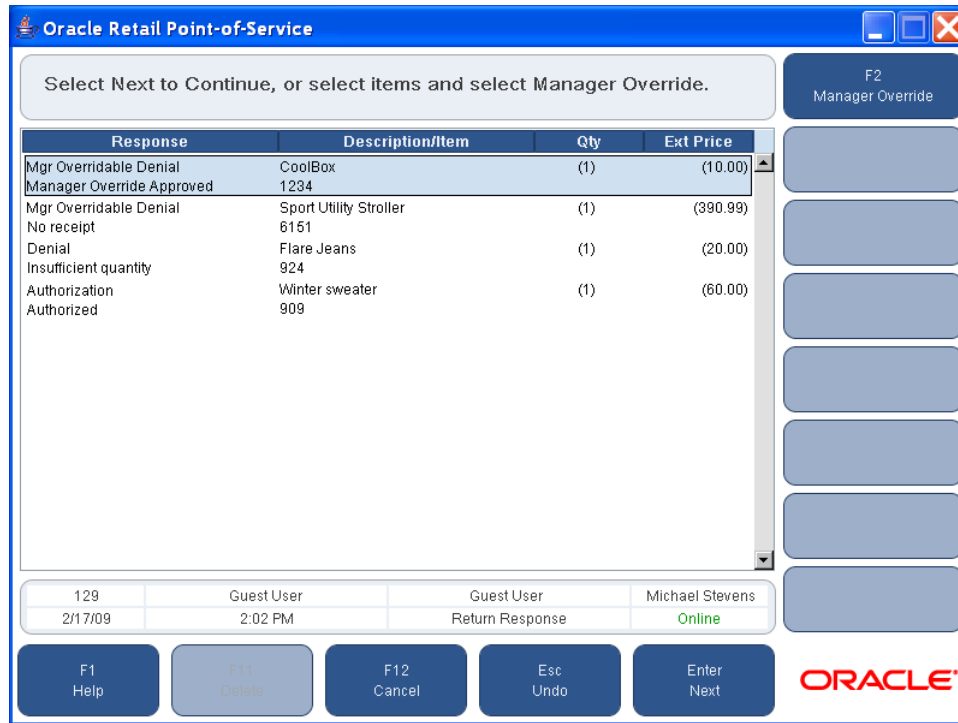 Oracle Retail Point-of-Service
Select Next to Continue, or select items and select Manager Override.
F2
Manager Override
Response Description/Item Qty Ext Price
Mgr Overridable Denial CoolBox (1) (10.00)
Manager Override Approved 1234
Mgr Overridable Denial Sport Utility Stroller (1) (390.99)
No receipt 6151
Denial Flare Jeans (1) (20.00)
Insufficient quantity 924
Authorization Winter sweater (1) (60.00)
Authorized 909
129 Guest User Guest User Michael Stevens
2/17/09 2:02 PM Return Response Online
F1
Help
F11
Delete
F12
Cancel
Esc
Undo
Enter
Next
ORACLE